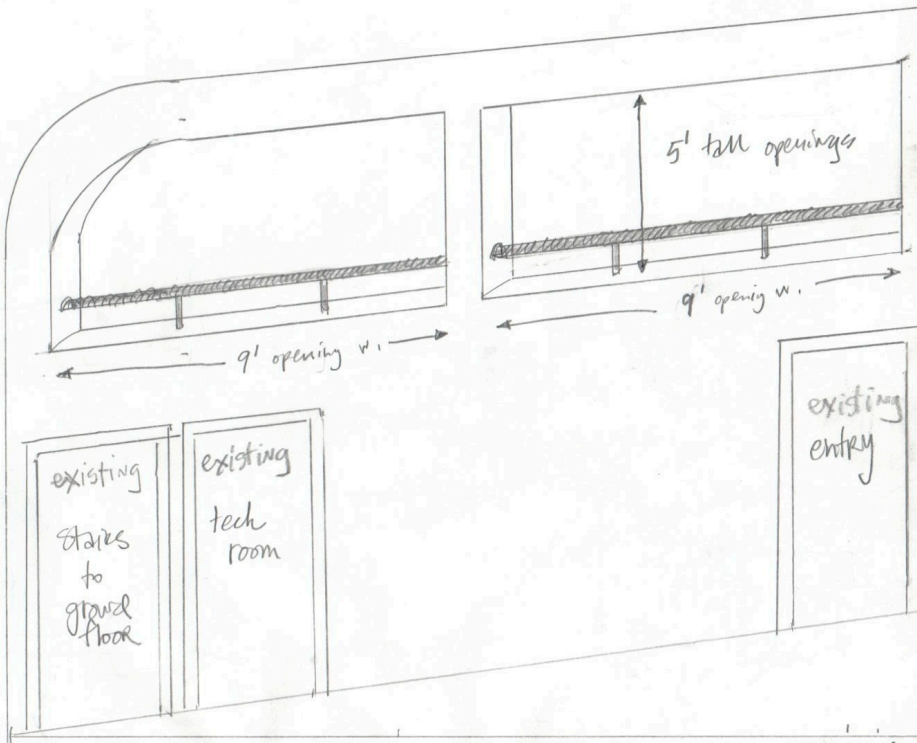 5' tall openings
9' opening w.
9' opening w.
existing
entry
existing
stairs
to
ground
floor
existing
tech
room